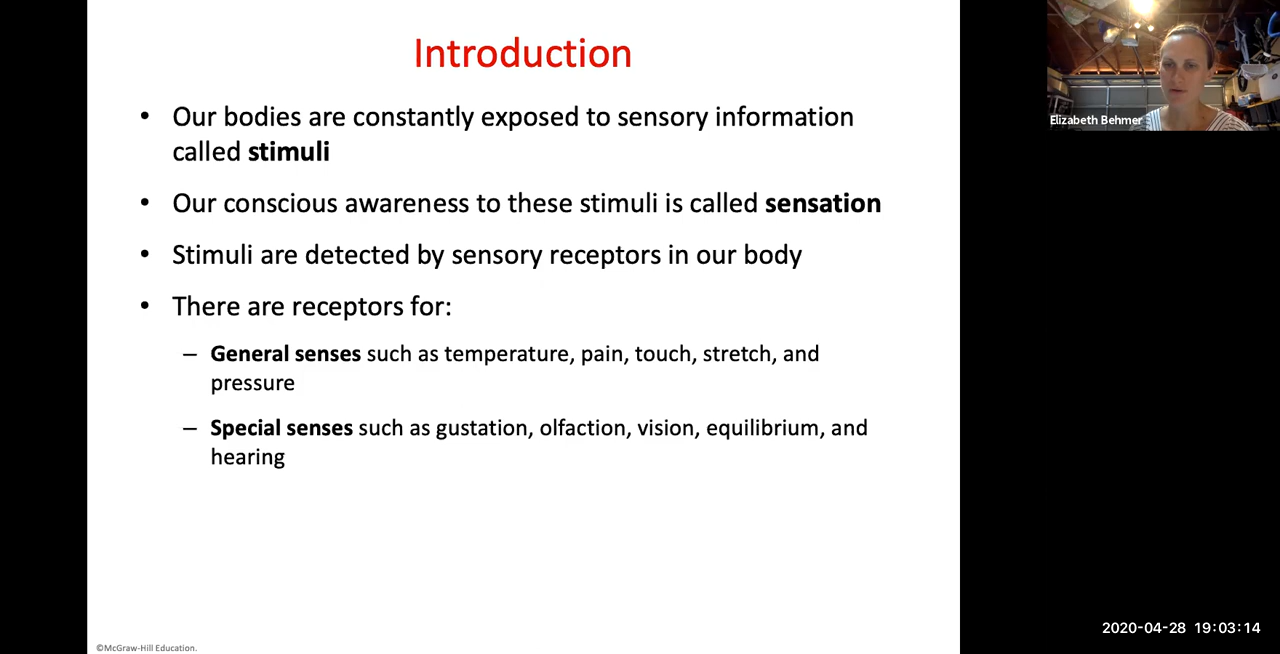 Introduction
• Our bodies are constantly exposed to sensory information
called stimuli
• Our conscious awareness to these stimuli is called sensation
• Stimuli are detected by sensory receptors in our body
• There are receptors for:
– General senses such as temperature, pain, touch, stretch, and
pressure
– Special senses such as gustation, olfaction, vision, equilibrium, and
hearing
©McGraw-Hill Education.
Elizabeth Behmer
2020-04-28 19:03:14